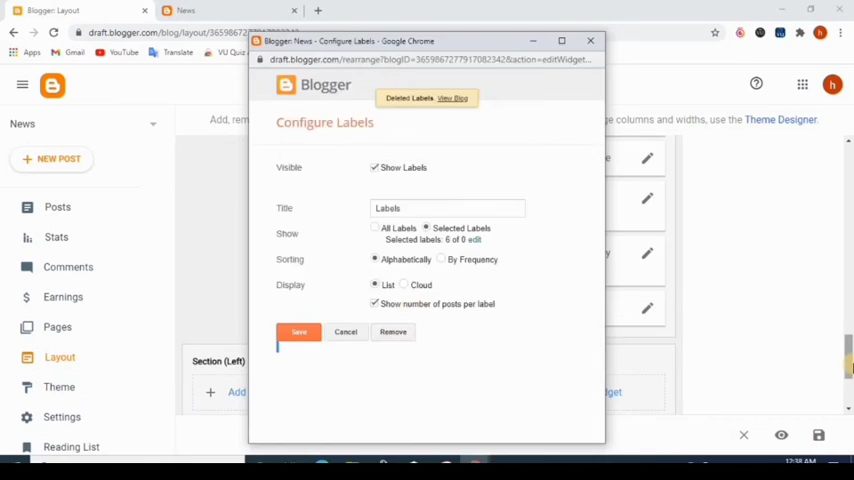 Blogger: Layout
News
draft.blogger.com/blog/layout/36598672
Apps
Gmail
YouTube
Translate
Blogger: News - Configure Labels - Google Chrome
draft.blogger.com/rearrange?blogID=3659867277917082342&action=editWidget...
h
Blogger
Deleted Labels. View Blog
Configure Labels
News
Add, rem
ge columns and widths, use the Theme Designer.
NEW POST
Visible
Show Labels
Posts
Title
Labels
Show
All Labels
Selected Labels
Selected labels: 6 of 0 edit
Stats
Sorting
Alphabetically
By Frequency
Comments
Display
List
Cloud
Show number of posts per label
Earnings
Save
Cancel
Remove
Pages
Layout
Section (Left)
Theme
Add
dget
Settings
Reading List
12:38 AM